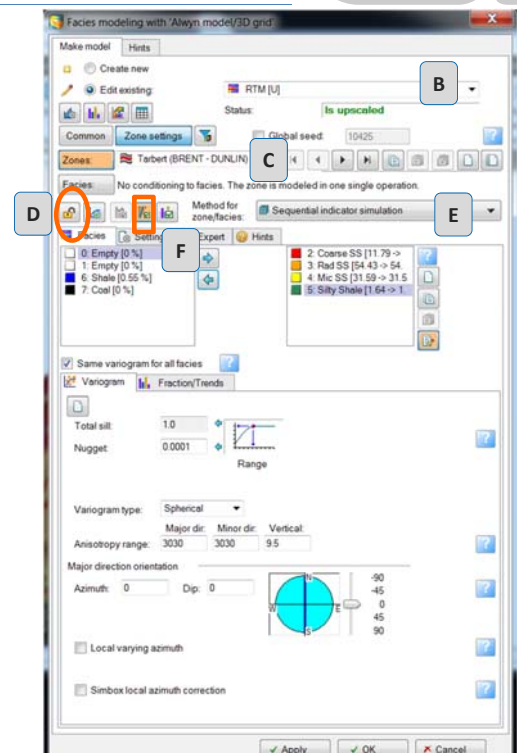 Facies modeling with 'Alwyn model/3D grid'
Make model Hints
Create new
Edit existing: RTM [U] B
Status: Is upscaled
Common Zone settings Global seed: 10425
Zones: Tarbert (BRENT - DUNLIN) C
Facies: No conditioning to facies. The zone is modeled in one single operation.
D Method for zone/facies: Sequential indicator simulation E
Facies Expert Hints
F
0: Empty [0 %]
1: Empty [0 %]
6: Shale [0.55 %]
7: Coal [0 %]
2: Coarse SS [11.79 ->
3: Rad SS [54.43 -> 54.
4: Mic SS [31.59 -> 31.5
5: Silty Shale [1.64 -> 1.
Same variogram for all facies
Variogram Fraction/Trends
Total sill: 1.0
Nugget: 0.0001
Range
Variogram type: Spherical
Major dir: Minor dir: Vertical:
Anisotropy range: 3030 3030 9.5
Major direction orientation
Azimuth: 0 Dip: 0
N
W E
S
-90
-45
0
45
90
Local varying azimuth
Simbox local azimuth correction
Apply OK Cancel